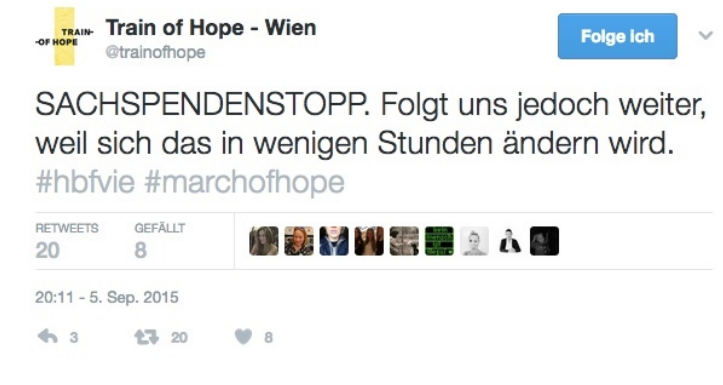 TRAIN-
-OF HOPE
Train of Hope - Wien
@trainofhope
Folge ich
SACHSPENDENSTOPP. Folgt uns jedoch weiter,
weil sich das in wenigen Stunden ändern wird.
#hbfvie #marchofhope
RETWEETS GEFÄLLT
20 8
20:11 - 5. Sep. 2015
3 20 8